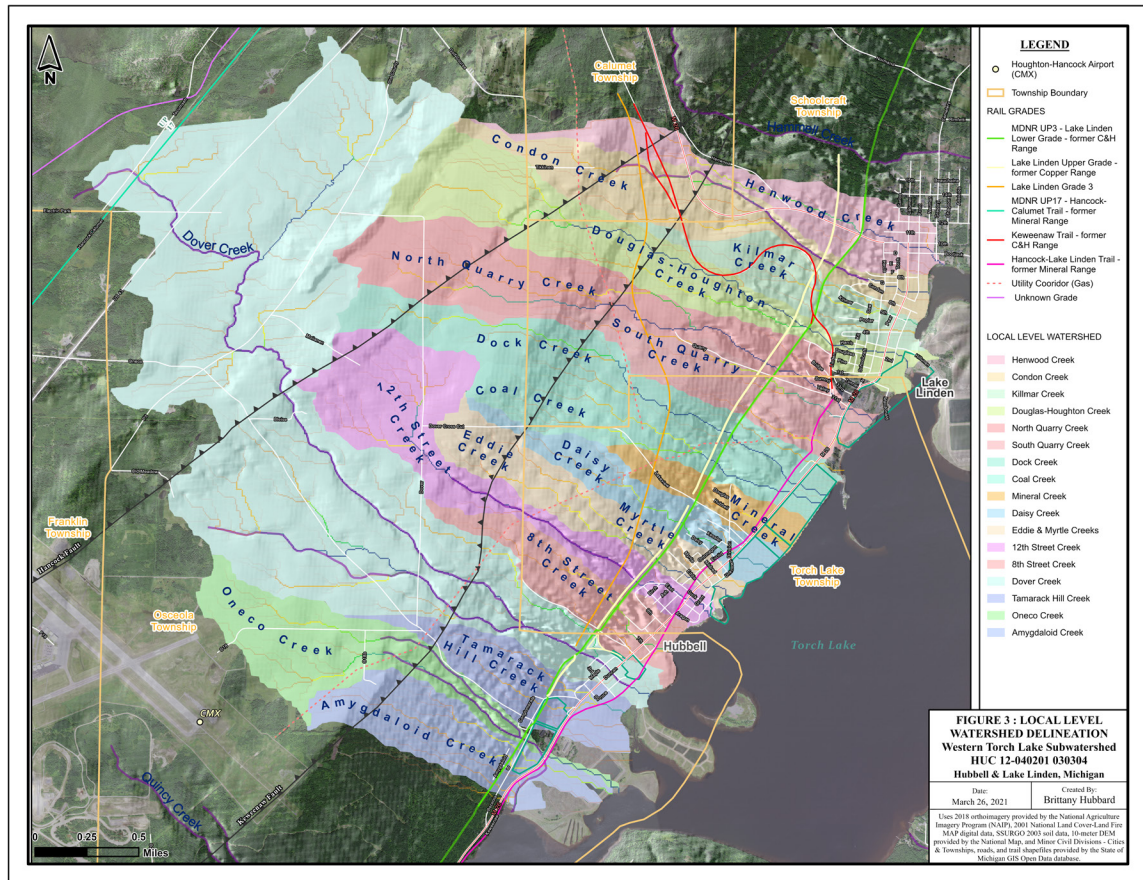 N
Calumet
Township
Schoolcraft
Township
Hammell Creek
Condon
Creek
Henwood Creek
Dover Creek
Douglas-Houghton
Creek
Kilmar
Creek
North Quarry Creek
South Quarry
Creek
Dock Creek
Coal Creek
12th Street
Creek
Eddie
Creek
Daisy
Creek
Myrtle
Creek
Mineral
Creek
8th Street
Creek
Lake
Linden
Franklin
Township
Hancock Fault
Torch Lake
Township
Osceola
Township
Oneco Creek
Tamarack
Hill Creek
Hubbell
Torch Lake
Amygdaloid Creek
CMX
Quincy Creek
Keweenaw Fault
0 0.25 0.5
Miles
LEGEND
Houghton-Hancock Airport
(CMX)
Township Boundary
RAIL GRADES
MDNR UP3 - Lake Linden
Lower Grade - former C&H
Range
Lake Linden Upper Grade -
former Copper Range
Lake Linden Grade 3
MDNR UP17 - Hancock-
Calumet Trail - former
Mineral Range
Keweenaw Trail - former
C&H Range
Hancock-Lake Linden Trail -
former Mineral Range
Utility Cooridor (Gas)
Unknown Grade
LOCAL LEVEL WATERSHED
Henwood Creek
Condon Creek
Killmar Creek
Douglas-Houghton Creek
North Quarry Creek
South Quarry Creek
Dock Creek
Coal Creek
Mineral Creek
Daisy Creek
Eddie & Myrtle Creeks
12th Street Creek
8th Street Creek
Dover Creek
Tamarack Hill Creek
Oneco Creek
Amygdaloid Creek
FIGURE 3 : LOCAL LEVEL
WATERSHED DELINEATION
Western Torch Lake Subwatershed
HUC 12-040201 030304
Hubbell & Lake Linden, Michigan
Date:
March 26, 2021
Created By:
Brittany Hubbard
Uses 2018 orthoimagery provided by the National Agriculture
Imagery Program (NAIP), 2001 National Land Cover-Land Fire
MAP digital data, SSURGO 2003 soil data, 10-meter DEM
provided by the National Map, and Minor Civil Divisions - Cities
& Townships, roads, and trail shapefiles provided by the State of
Michigan GIS Open Data database.